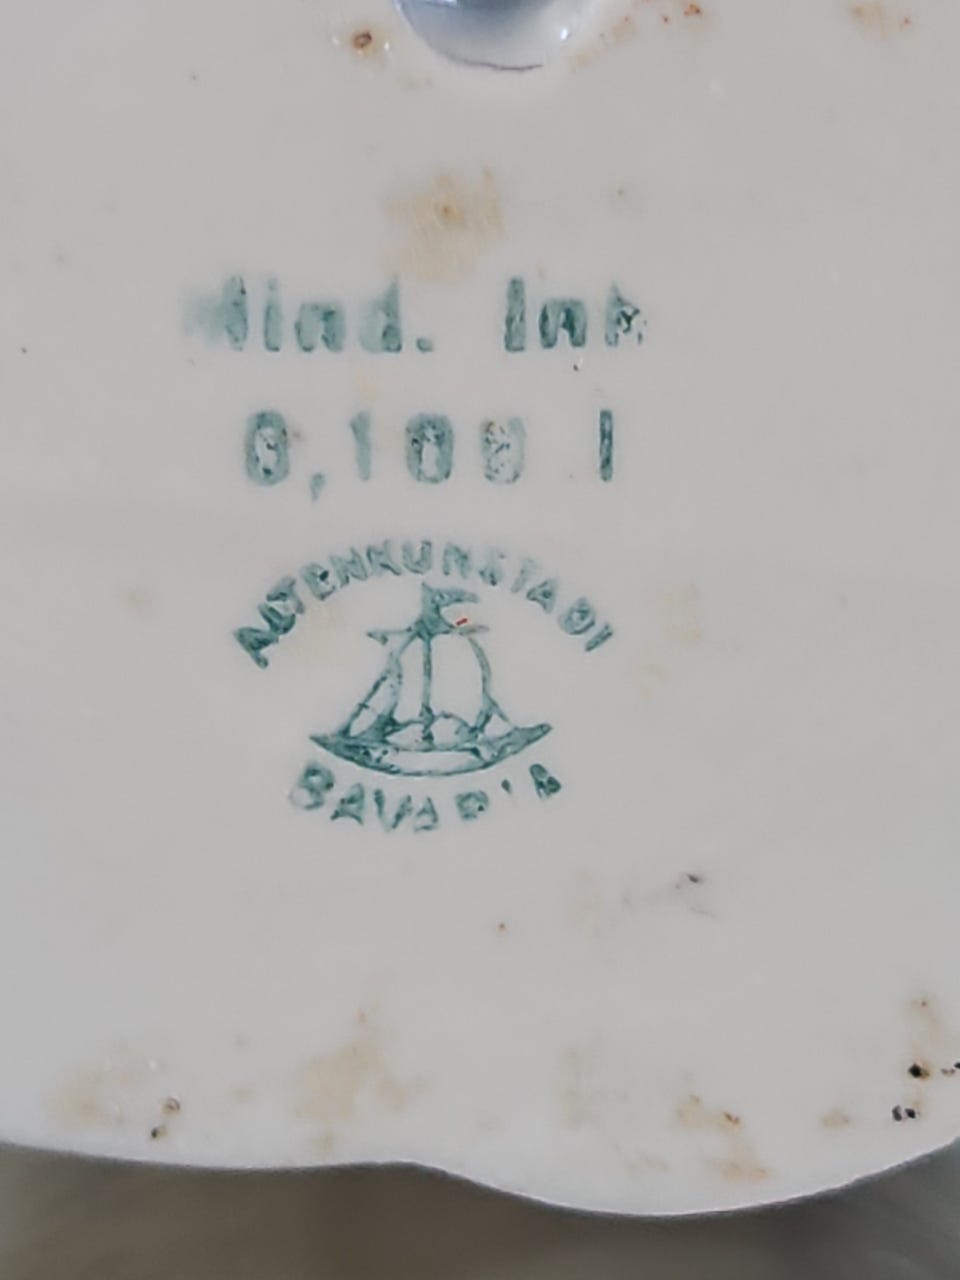 Mind. Inh.
0,100 l
ALTENKUNSTADT
BAVARIA